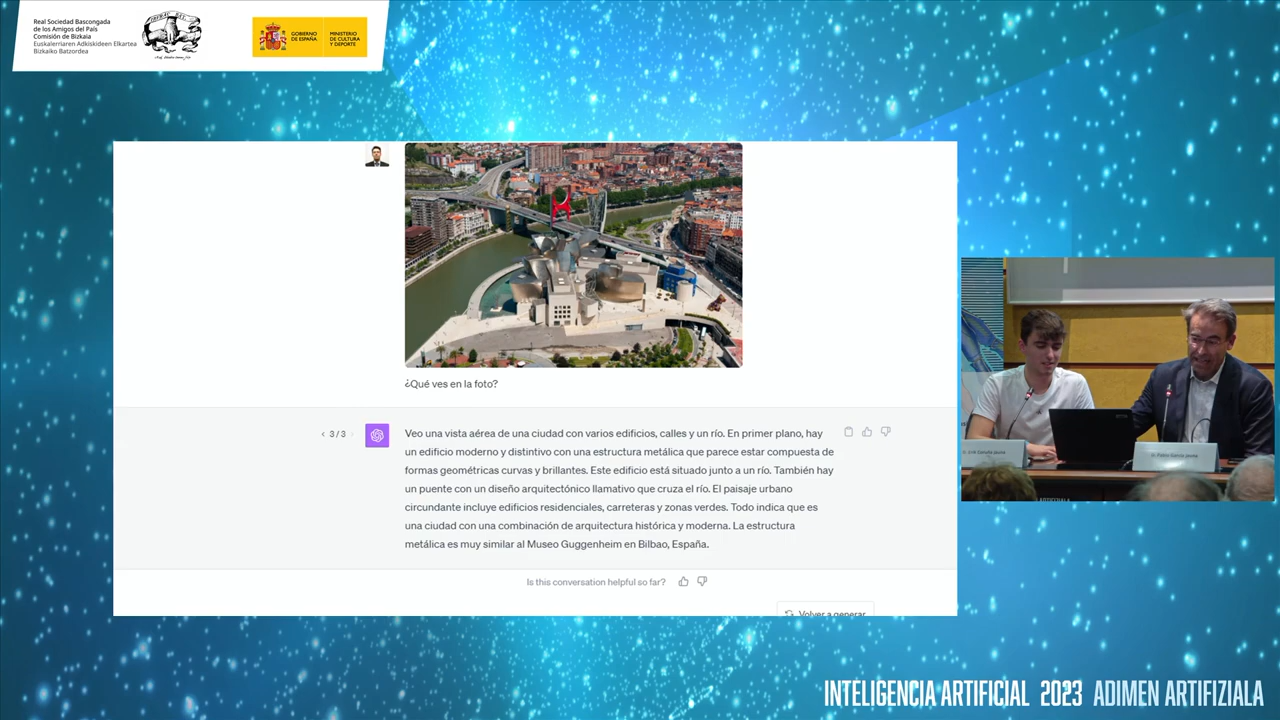 Real Sociedad Bascongada
de los Amigos del País
Comisión de Bizkaia
Euskalerriaren Adkiskideen Elkartea
Bizkaiko Batzordea
GOBIERNO
DE ESPAÑA
MINISTERIO
DE CULTURA
Y DEPORTE
¿Qué ves en la foto?
3 / 3
Veo una vista aérea de una ciudad con varios edificios, calles y un río. En primer plano, hay
un edificio moderno y distintivo con una estructura metálica que parece estar compuesta de
formas geométricas curvas y brillantes. Este edificio está situado junto a un río. También hay
un puente con un diseño arquitectónico llamativo que cruza el río. El paisaje urbano
circundante incluye edificios residenciales, carreteras y zonas verdes. Todo indica que es
una ciudad con una combinación de arquitectura histórica y moderna. La estructura
metálica es muy similar al Museo Guggenheim en Bilbao, España.
Is this conversation helpful so far?
Volver a generar
INTELIGENCIA ARTIFICIAL 2023 ADIMEN ARTIFIZIALA